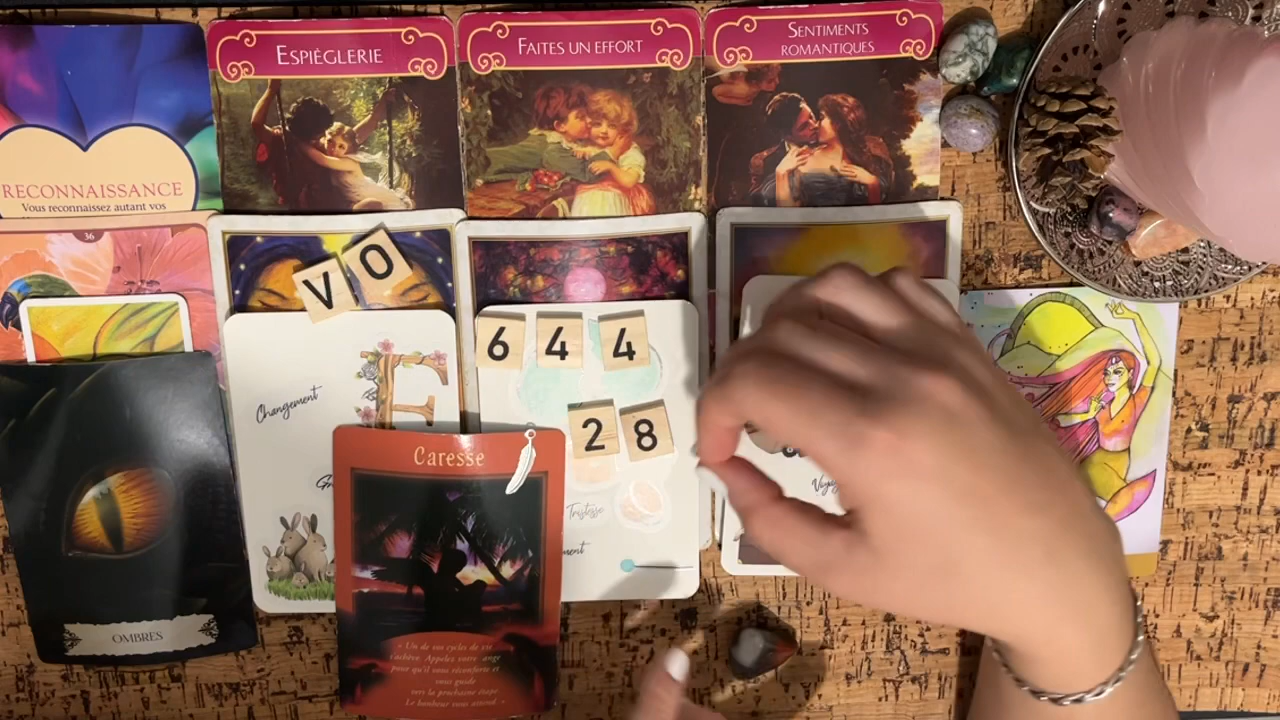 ESPIÈGLERIE
FAITES UN EFFORT
SENTIMENTS
ROMANTIQUES
RECONNAISSANCE
Vous reconnaissez autant vos
36
V O
6 4 4
Changement
2 8
Caresse
Tristesse
« Un de vos cycles de vie
s'achève. Appelez votre ange
pour qu'il vous réconforte et
vous guide
vers la prochaine étape.
Le bonheur vous attend. »
OMBRES